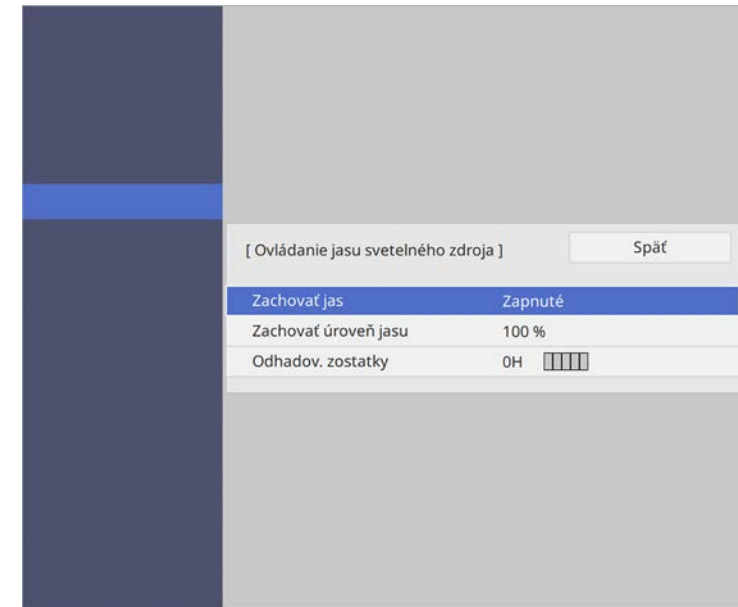 [ Ovládanie jasu svetelného zdroja ] Späť
Zachovať jas Zapnuté
Zachovať úroveň jasu 100 %
Odhadov. zostatky 0H